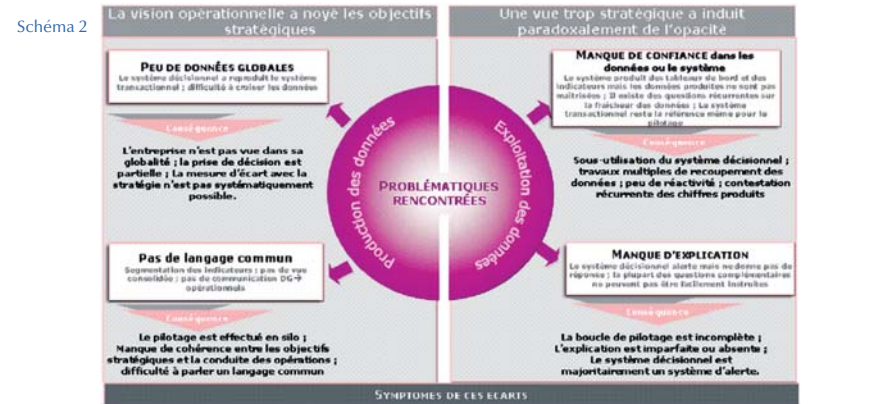 Schéma 2
La vision opérationnelle a noyé les objectifs
stratégiques
Une vue trop stratégique a induit
paradoxalement de l'opacité
PEU DE DONNÉES GLOBALES
Le système décisionnel a reproduit le système
transactionnel ; difficulté à croiser les données
Conséquence
L'entreprise n'est pas vue dans sa
globalité ; la prise de décision est
partielle ; La mesure d'écart avec la
stratégie n'est pas systématiquement
possible.
Pas de langage commun
Segmentation des indicateurs ; pas de vue
consolidée ; pas de communication DG→
opérationnels
Conséquence
Le pilotage est effectué en silo ;
Manque de cohérence entre les objectifs
stratégiques et la conduite des opérations ;
difficulté à parler un langage commun
Production des données
PROBLÉMATIQUES
RENCONTRÉES
Exploitation des données
MANQUE DE CONFIANCE dans les
données ou le système
Le système produit des tableaux de bord et des
indicateurs mais les données produites ne sont pas
maîtrisées ; Il existe des questions récurrentes sur
la fraîcheur des données ; Le système
transactionnel reste la référence même pour le
pilotage
Conséquence
Sous-utilisation du système décisionnel ;
travaux multiples de recoupement des
données ; peu de réactivité ; contestation
récurrente des chiffres produits
MANQUE D'EXPLICATION
Le système décisionnel alerte mais ne donne pas de
réponse ; la plupart des questions complémentaires
ne peuvent pas être facilement instruites
Conséquence
La boucle de pilotage est incomplète ;
L'explication est imparfaite ou absente ;
Le système décisionnel est
majoritairement un système d'alerte.
SYMPTOMES DE CES ECARTS